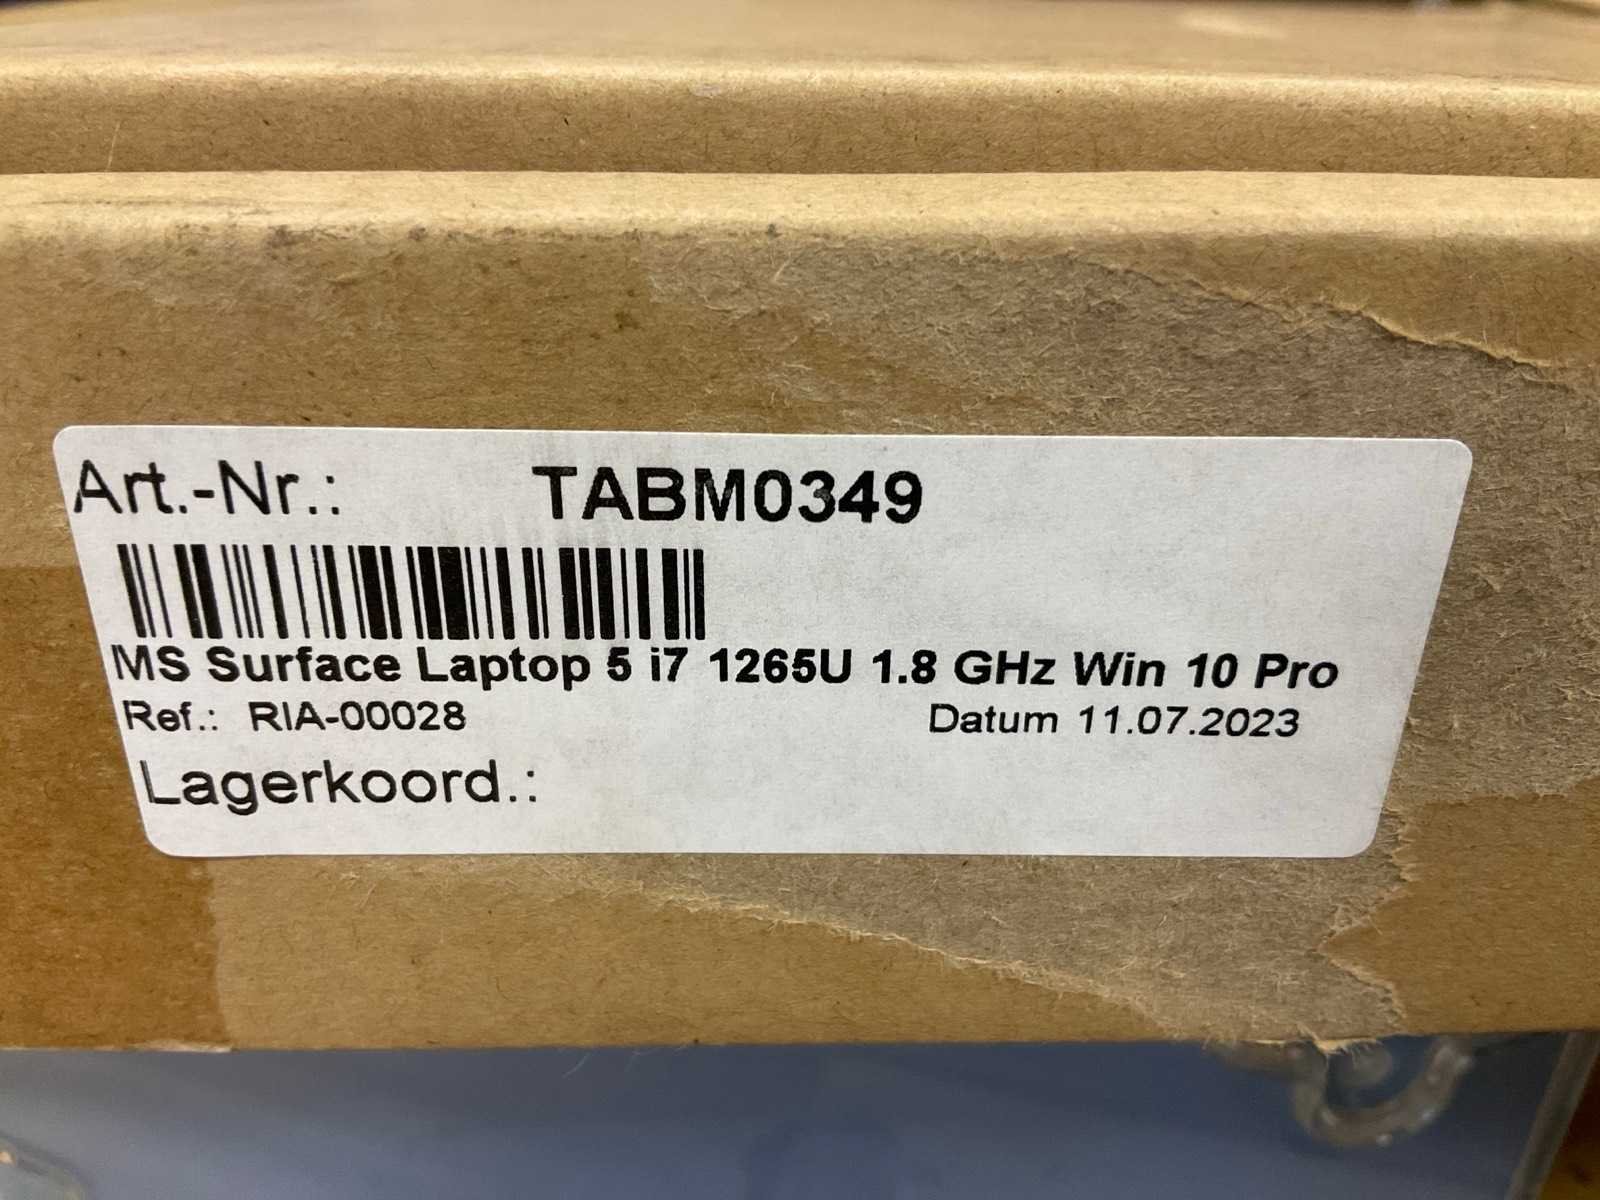 Art.-Nr.: TABM0349
MS Surface Laptop 5 i7 1265U 1.8 GHz Win 10 Pro
Ref.: RIA-00028 Datum 11.07.2023
Lagerkoord.: